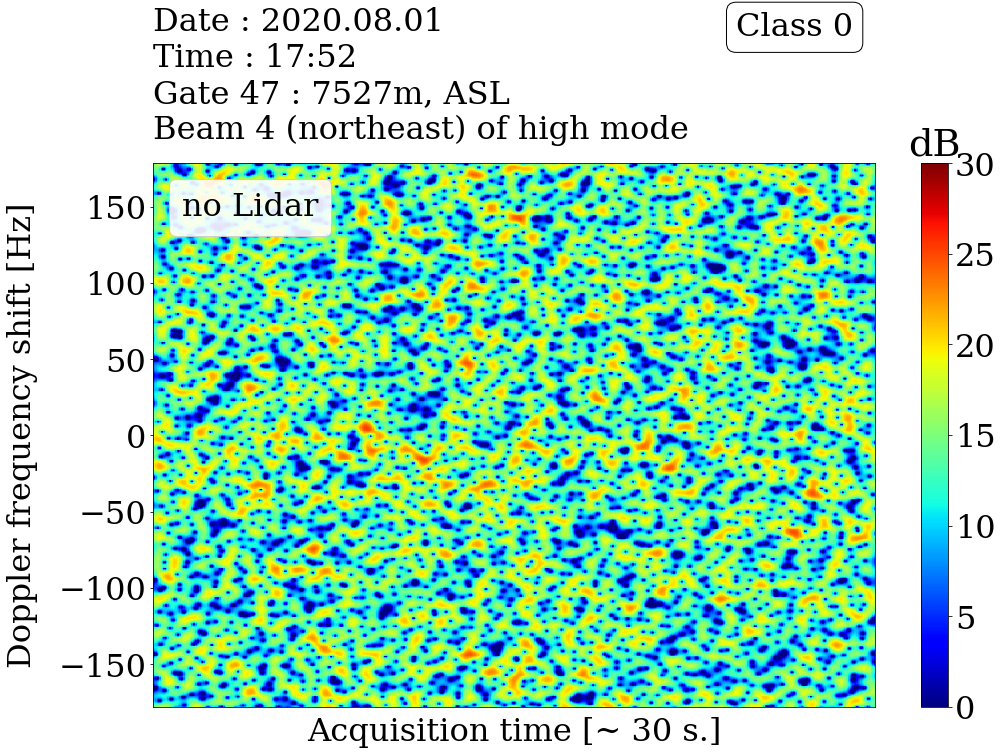 Date : 2020.08.01
Time : 17:52
Gate 47 : 7527m, ASL
Beam 4 (northeast) of high mode
Class 0
dB
no Lidar
Doppler frequency shift [Hz]
150
100
50
0
−50
−100
−150
30
25
20
15
10
5
0
Acquisition time [~ 30 s.]